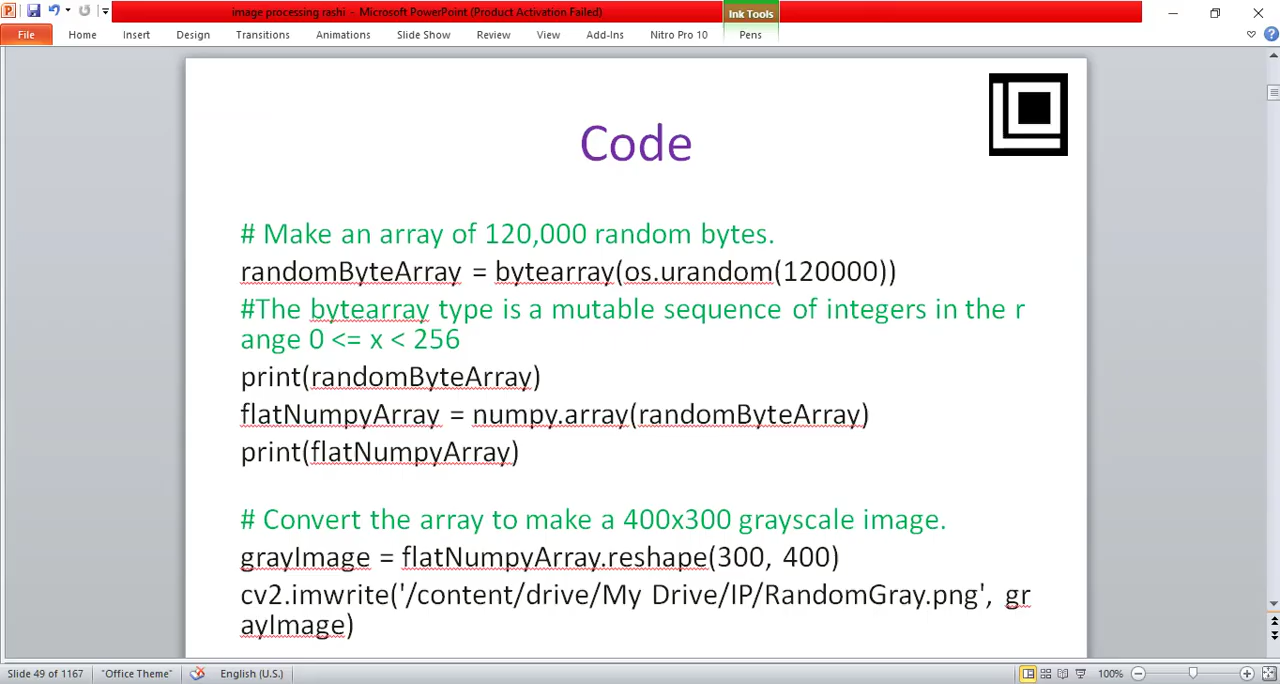 image processing rashi - Microsoft PowerPoint (Product Activation Failed)
Ink Tools
File Home Insert Design Transitions Animations Slide Show Review View Add-Ins Nitro Pro 10 Pens
Code
# Make an array of 120,000 random bytes.
randomByteArray = bytearray(os.urandom(120000))
#The bytearray type is a mutable sequence of integers in the r
ange 0 <= x < 256
print(randomByteArray)
flatNumpyArray = numpy.array(randomByteArray)
print(flatNumpyArray)
# Convert the array to make a 400x300 grayscale image.
grayImage = flatNumpyArray.reshape(300, 400)
cv2.imwrite('/content/drive/My Drive/IP/RandomGray.png', gr
ayImage)
Slide 49 of 1167 "Office Theme" English (U.S.) 100%